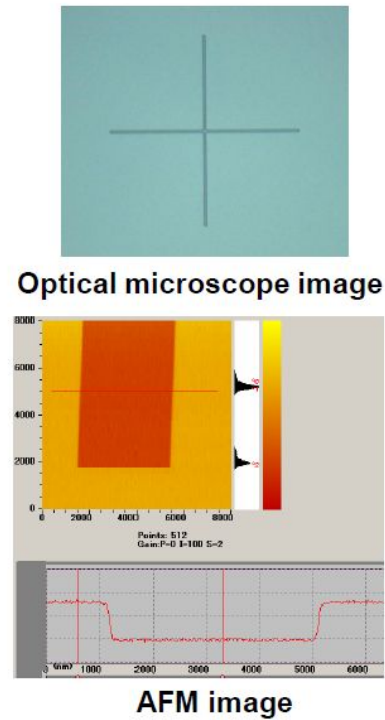 Optical microscope image
8000
6000
4000
2000
0
0 2000 4000 6000 8000
Points: 512
Gain:P-0 I-100 S-2
(nm) 1000 2000 3000 4000 5000 6000
AFM image